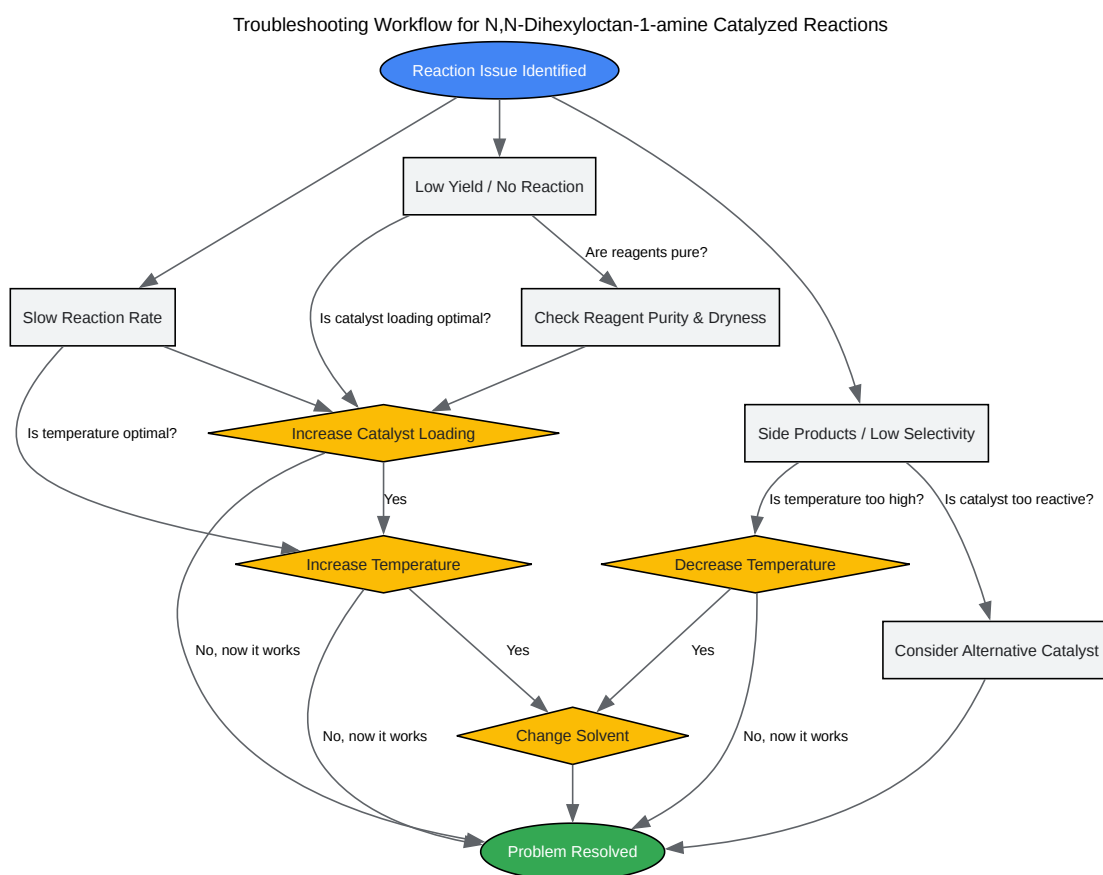 Troubleshooting Workflow for N,N-Dihexyloctan-1-amine Catalyzed Reactions
Reaction Issue Identified
Low Yield / No Reaction
Are reagents pure?
Slow Reaction Rate
Is catalyst loading optimal?
Check Reagent Purity & Dryness
Is temperature optimal?
Increase Catalyst Loading
Side Products / Low Selectivity
Yes
Is temperature too high?
Is catalyst too reactive?
Increase Temperature
Decrease Temperature
No, now it works
Yes
Yes
Consider Alternative Catalyst
No, now it works
Change Solvent
No, now it works
Problem Resolved